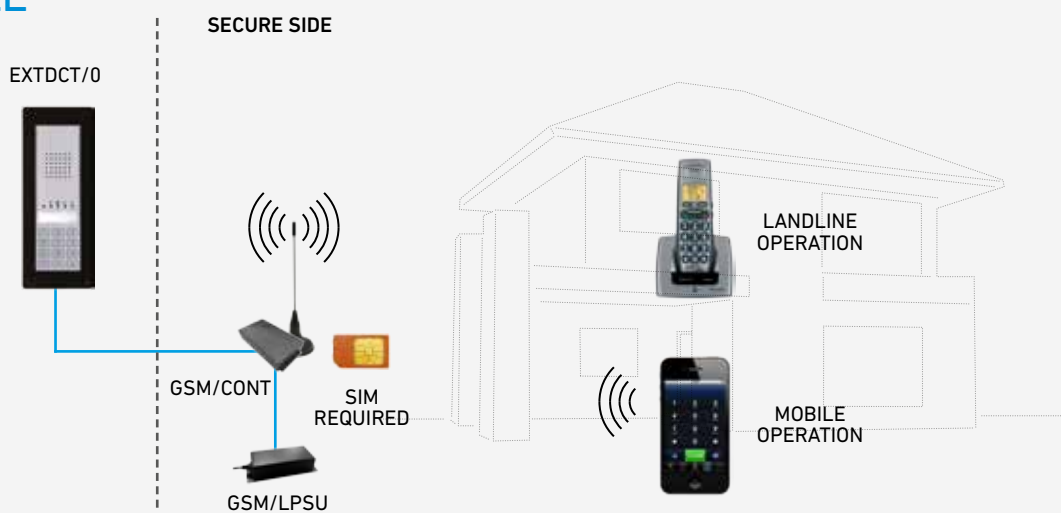 SECURE SIDE
EXTDCT/0
LANDLINE
OPERATION
GSM/CONT
SIM
REQUIRED
MOBILE
OPERATION
GSM/LPSU